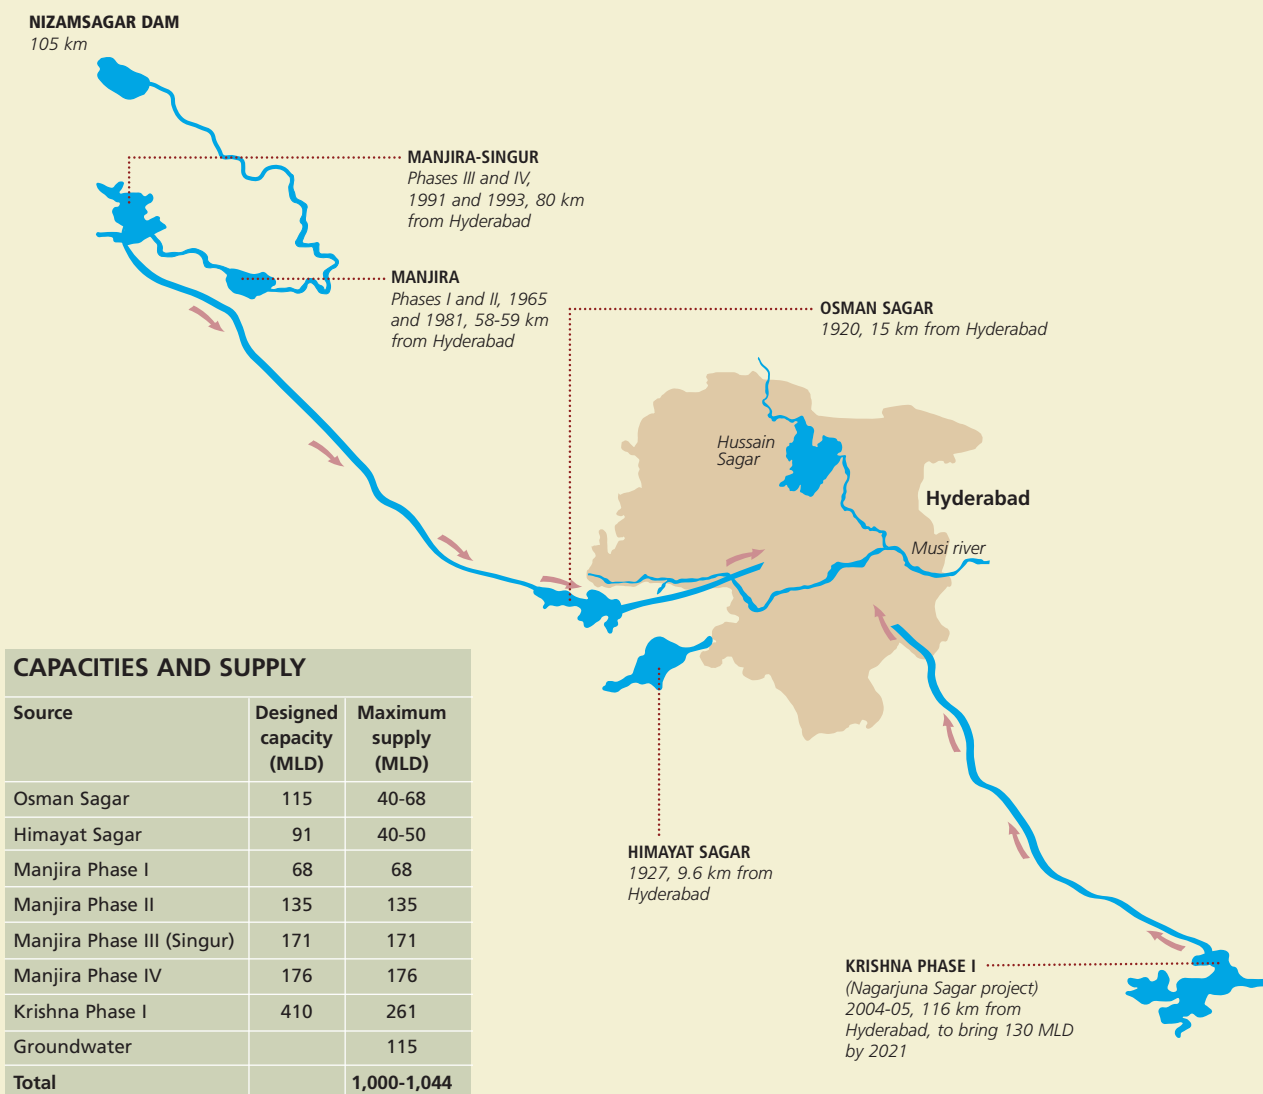 NIZAMSAGAR DAM
105 km
MANJIRA-SINGUR
Phases III and IV,
1991 and 1993, 80 km
from Hyderabad
MANJIRA
Phases I and II, 1965
and 1981, 58-59 km
from Hyderabad
OSMAN SAGAR
1920, 15 km from Hyderabad
Hussain
Sagar
Hyderabad
Musi river
HIMAYAT SAGAR
1927, 9.6 km from
Hyderabad
KRISHNA PHASE I
(Nagarjuna Sagar project)
2004-05, 116 km from
Hyderabad, to bring 130 MLD
by 2021
CAPACITIES AND SUPPLY
Source Designed capacity (MLD) Maximum supply (MLD)
Osman Sagar 115 40-68
Himayat Sagar 91 40-50
Manjira Phase I 68 68
Manjira Phase II 135 135
Manjira Phase III (Singur) 171 171
Manjira Phase IV 176 176
Krishna Phase I 410 261
Groundwater 115
Total 1,000-1,044